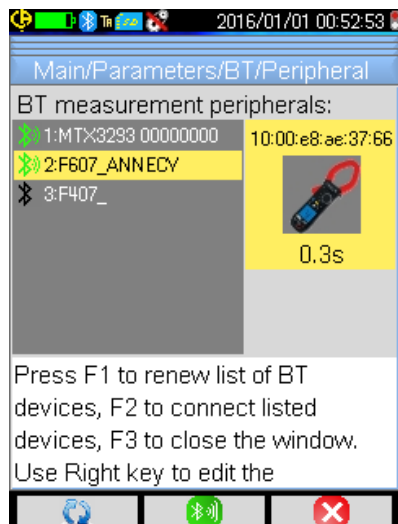 TR 2016/01/01 00:52:53
Main/Parameters/BT/Peripheral
BT measurement peripherals:
1:MTX3293 00000000
2:F607_ANNECY
3:F407_
10:00:e8:ae:37:66
0.3s
Press F1 to renew list of BT
devices, F2 to connect listed
devices, F3 to close the window.
Use Right key to edit the